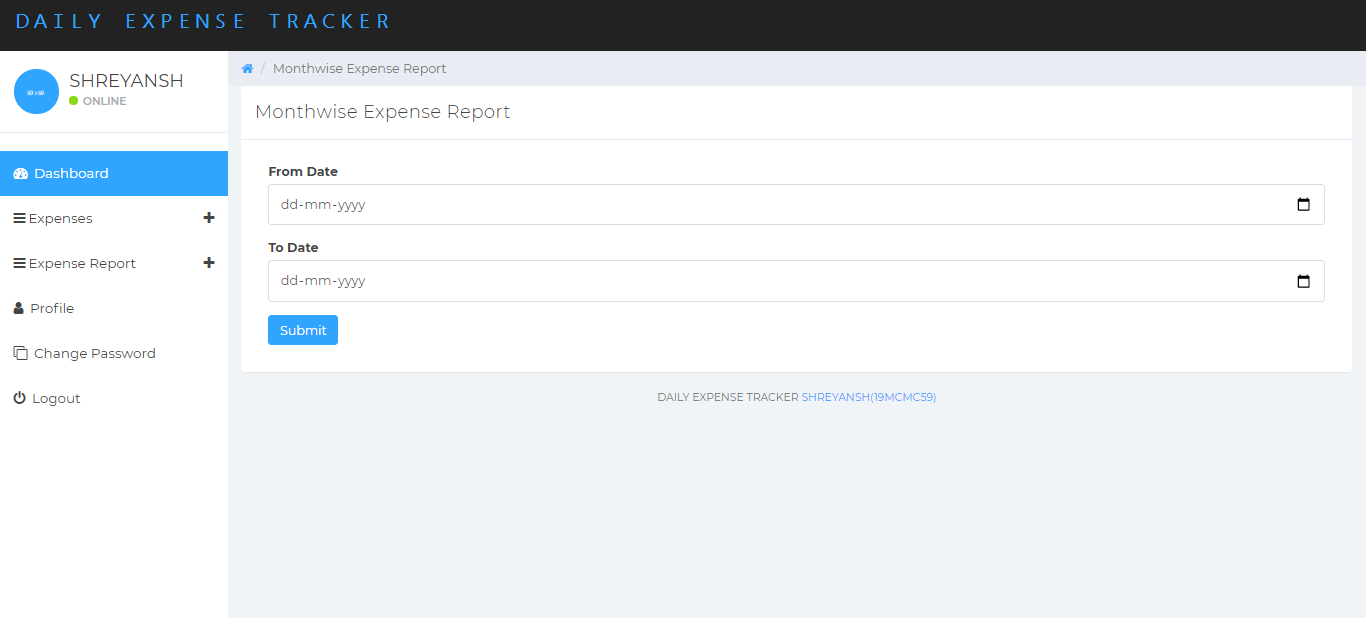 DAILY EXPENSE TRACKER
50 x 50
SHREYANSH
ONLINE
Dashboard
Expenses
Expense Report
Profile
Change Password
Logout
/ Monthwise Expense Report
Monthwise Expense Report
From Date
dd-mm-yyyy
To Date
dd-mm-yyyy
Submit
DAILY EXPENSE TRACKER SHREYANSH(19MCMC59)